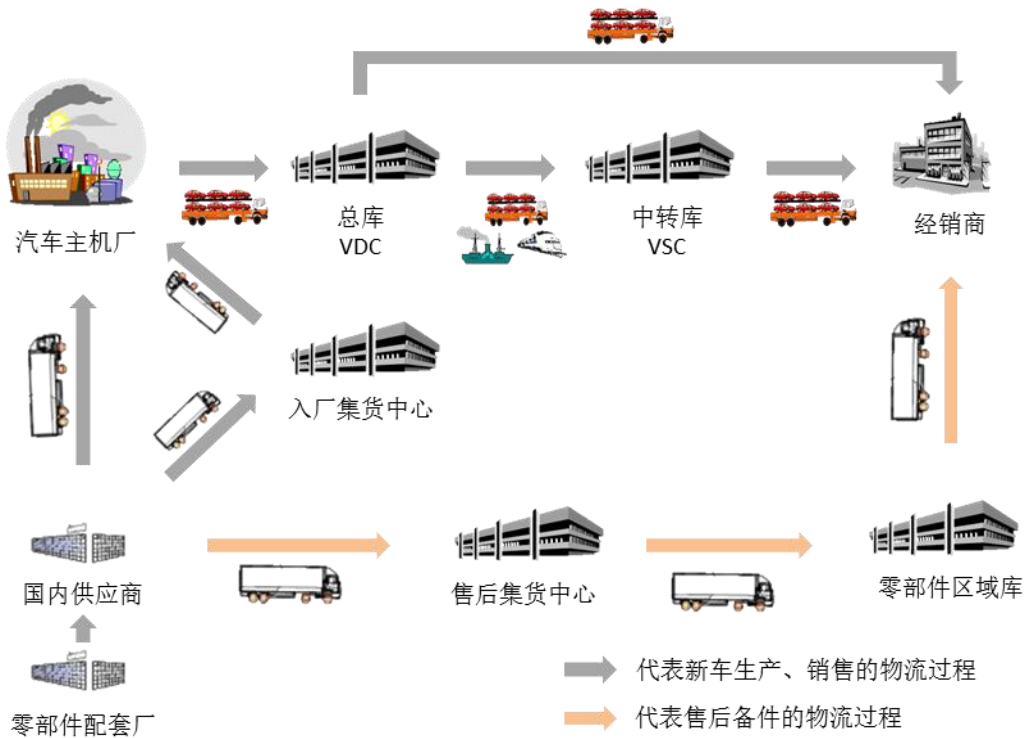 汽车主机厂
总库
VDC
中转库
VSC
经销商
入厂集货中心
国内供应商
售后集货中心
零部件区域库
零部件配套厂
代表新车生产、销售的物流过程
代表售后备件的物流过程